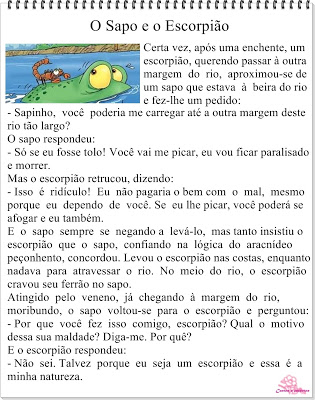 O Sapo e o Escorpião
Certa vez, após uma enchente, um
escorpião, querendo passar à outra
margem do rio, aproximou-se de
um sapo que estava à beira do rio
e fez-lhe um pedido:
- Sapinho, você poderia me carregar até a outra margem deste
rio tão largo?
O sapo respondeu:
- Só se eu fosse tolo! Você vai me picar, eu vou ficar paralisado
e morrer.
Mas o escorpião retrucou, dizendo:
- Isso é ridículo! Eu não pagaria o bem com o mal, mesmo
porque eu dependo de você. Se eu lhe picar, você poderá se
afogar e eu também.
E o sapo sempre se negando a levá-lo, mas tanto insistiu o
escorpião que o sapo, confiando na lógica do aracnídeo
peçonhento, concordou. Levou o escorpião nas costas, enquanto
nadava para atravessar o rio. No meio do rio, o escorpião
cravou seu ferrão no sapo.
Atingido pelo veneno, já chegando à margem do rio,
moribundo, o sapo voltou-se para o escorpião e perguntou:
- Por que você fez isso comigo, escorpião? Qual o motivo
dessa sua maldade? Diga-me. Por quê?
E o escorpião respondeu:
- Não sei. Talvez porque eu seja um escorpião e essa é a
minha natureza.